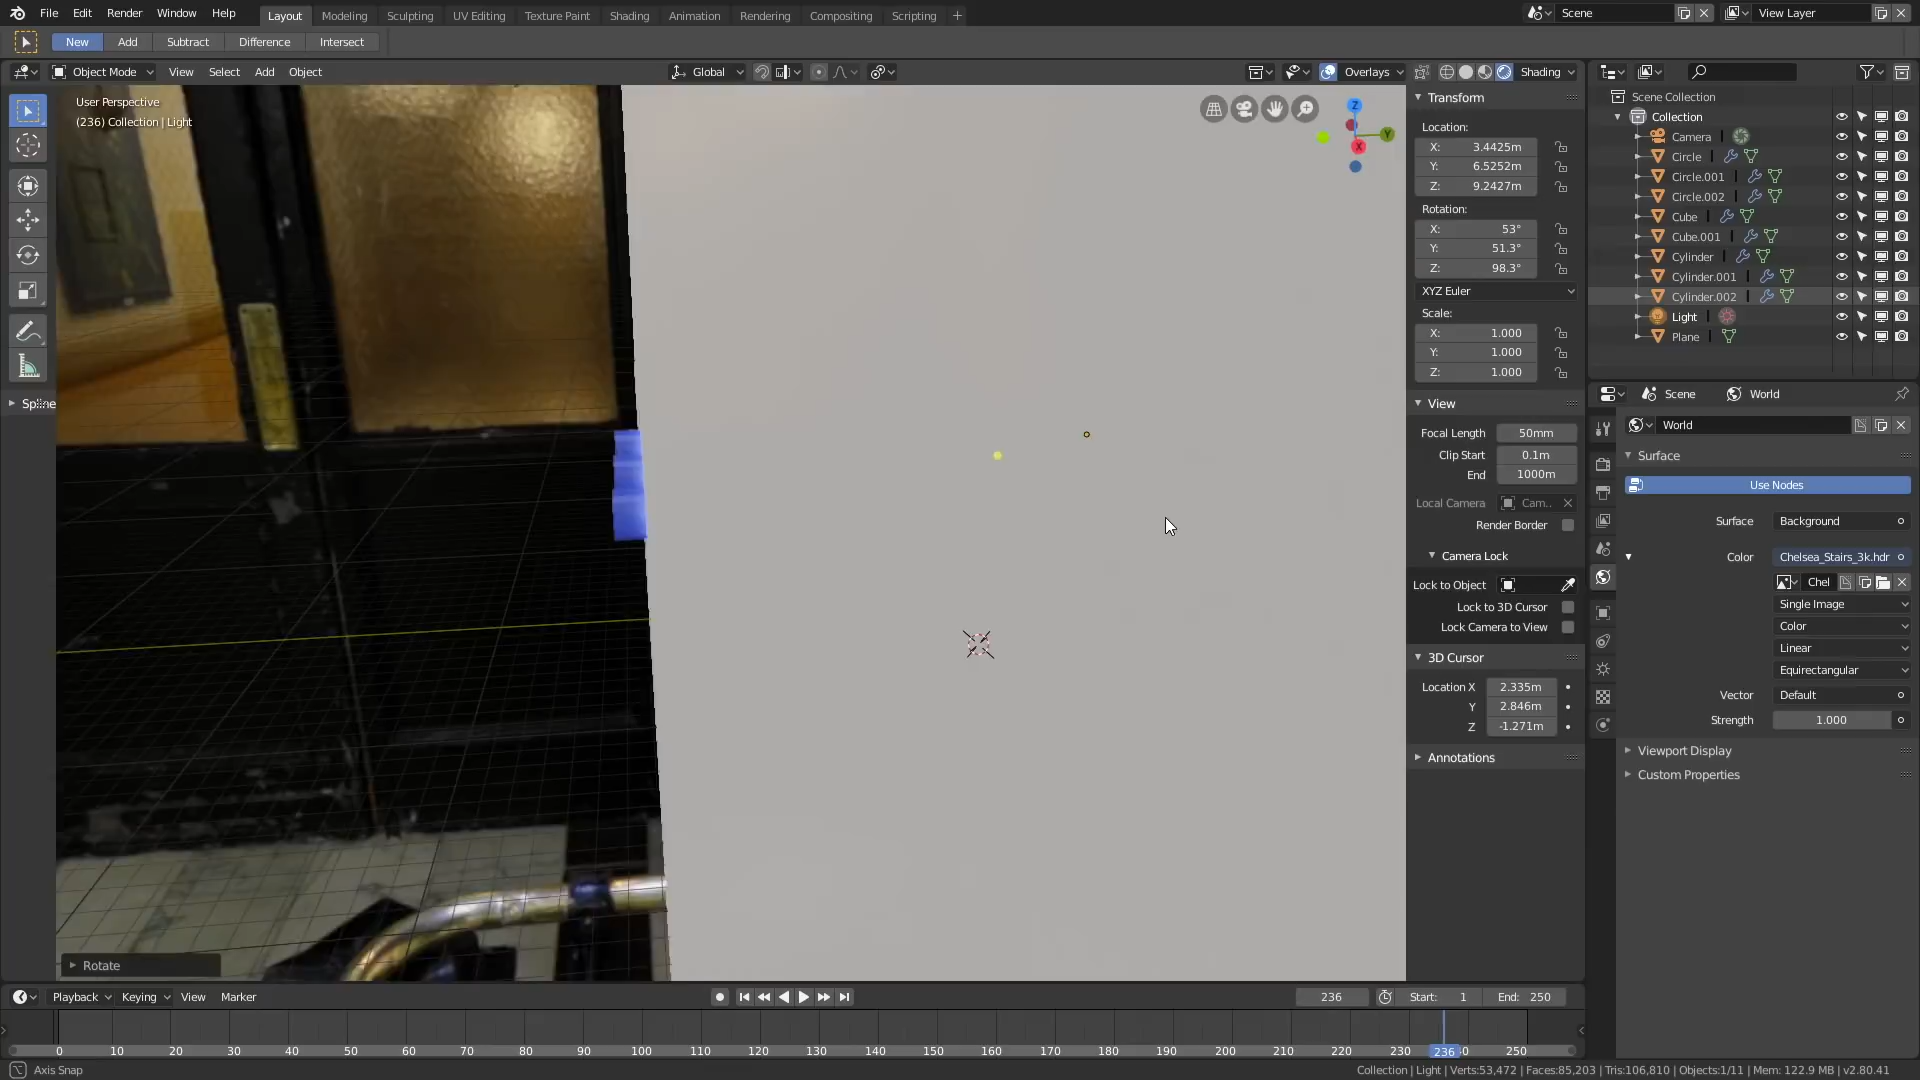 File Edit Render Window Help Layout Modeling Sculpting UV Editing Texture Paint Shading Animation Rendering Compositing Scripting + Scene View Layer
New Add Subtract Difference Intersect
Object Mode View Select Add Object Global Overlays Shading
User Perspective
(236) Collection | Light
Z
Y
X
Transform
Location:
X: 3.4425m
Y: 6.5252m
Z: 9.2427m
Rotation:
X: 53°
Y: 51.3°
Z: 98.3°
XYZ Euler
Scale:
X: 1.000
Y: 1.000
Z: 1.000
View
Focal Length 50mm
Clip Start 0.1m
End 1000m
Local Camera Cam..
Render Border
Camera Lock
Lock to Object
Lock to 3D Cursor
Lock Camera to View
3D Cursor
Location X 2.335m
Y 2.846m
Z -1.271m
Annotations
Scene Collection
Collection
Camera
Circle
Circle.001
Circle.002
Cube
Cube.001
Cylinder
Cylinder.001
Cylinder.002
Light
Plane
Scene World
World
Surface
Use Nodes
Surface Background
Color Chelsea_Stairs_3k.hdr
Chel
Single Image
Color
Linear
Equirectangular
Vector Default
Strength 1.000
Viewport Display
Custom Properties
Rotate
Playback Keying View Marker 236 Start: 1 End: 250
0 10 20 30 40 50 60 70 80 90 100 110 120 130 140 150 160 170 180 190 200 210 220 230 236 250
Axis Snap Collection | Light | Verts:53,472 | Faces:85,203 | Tris:106,810 | Objects:1/11 | Mem: 122.9 MB | v2.80.41